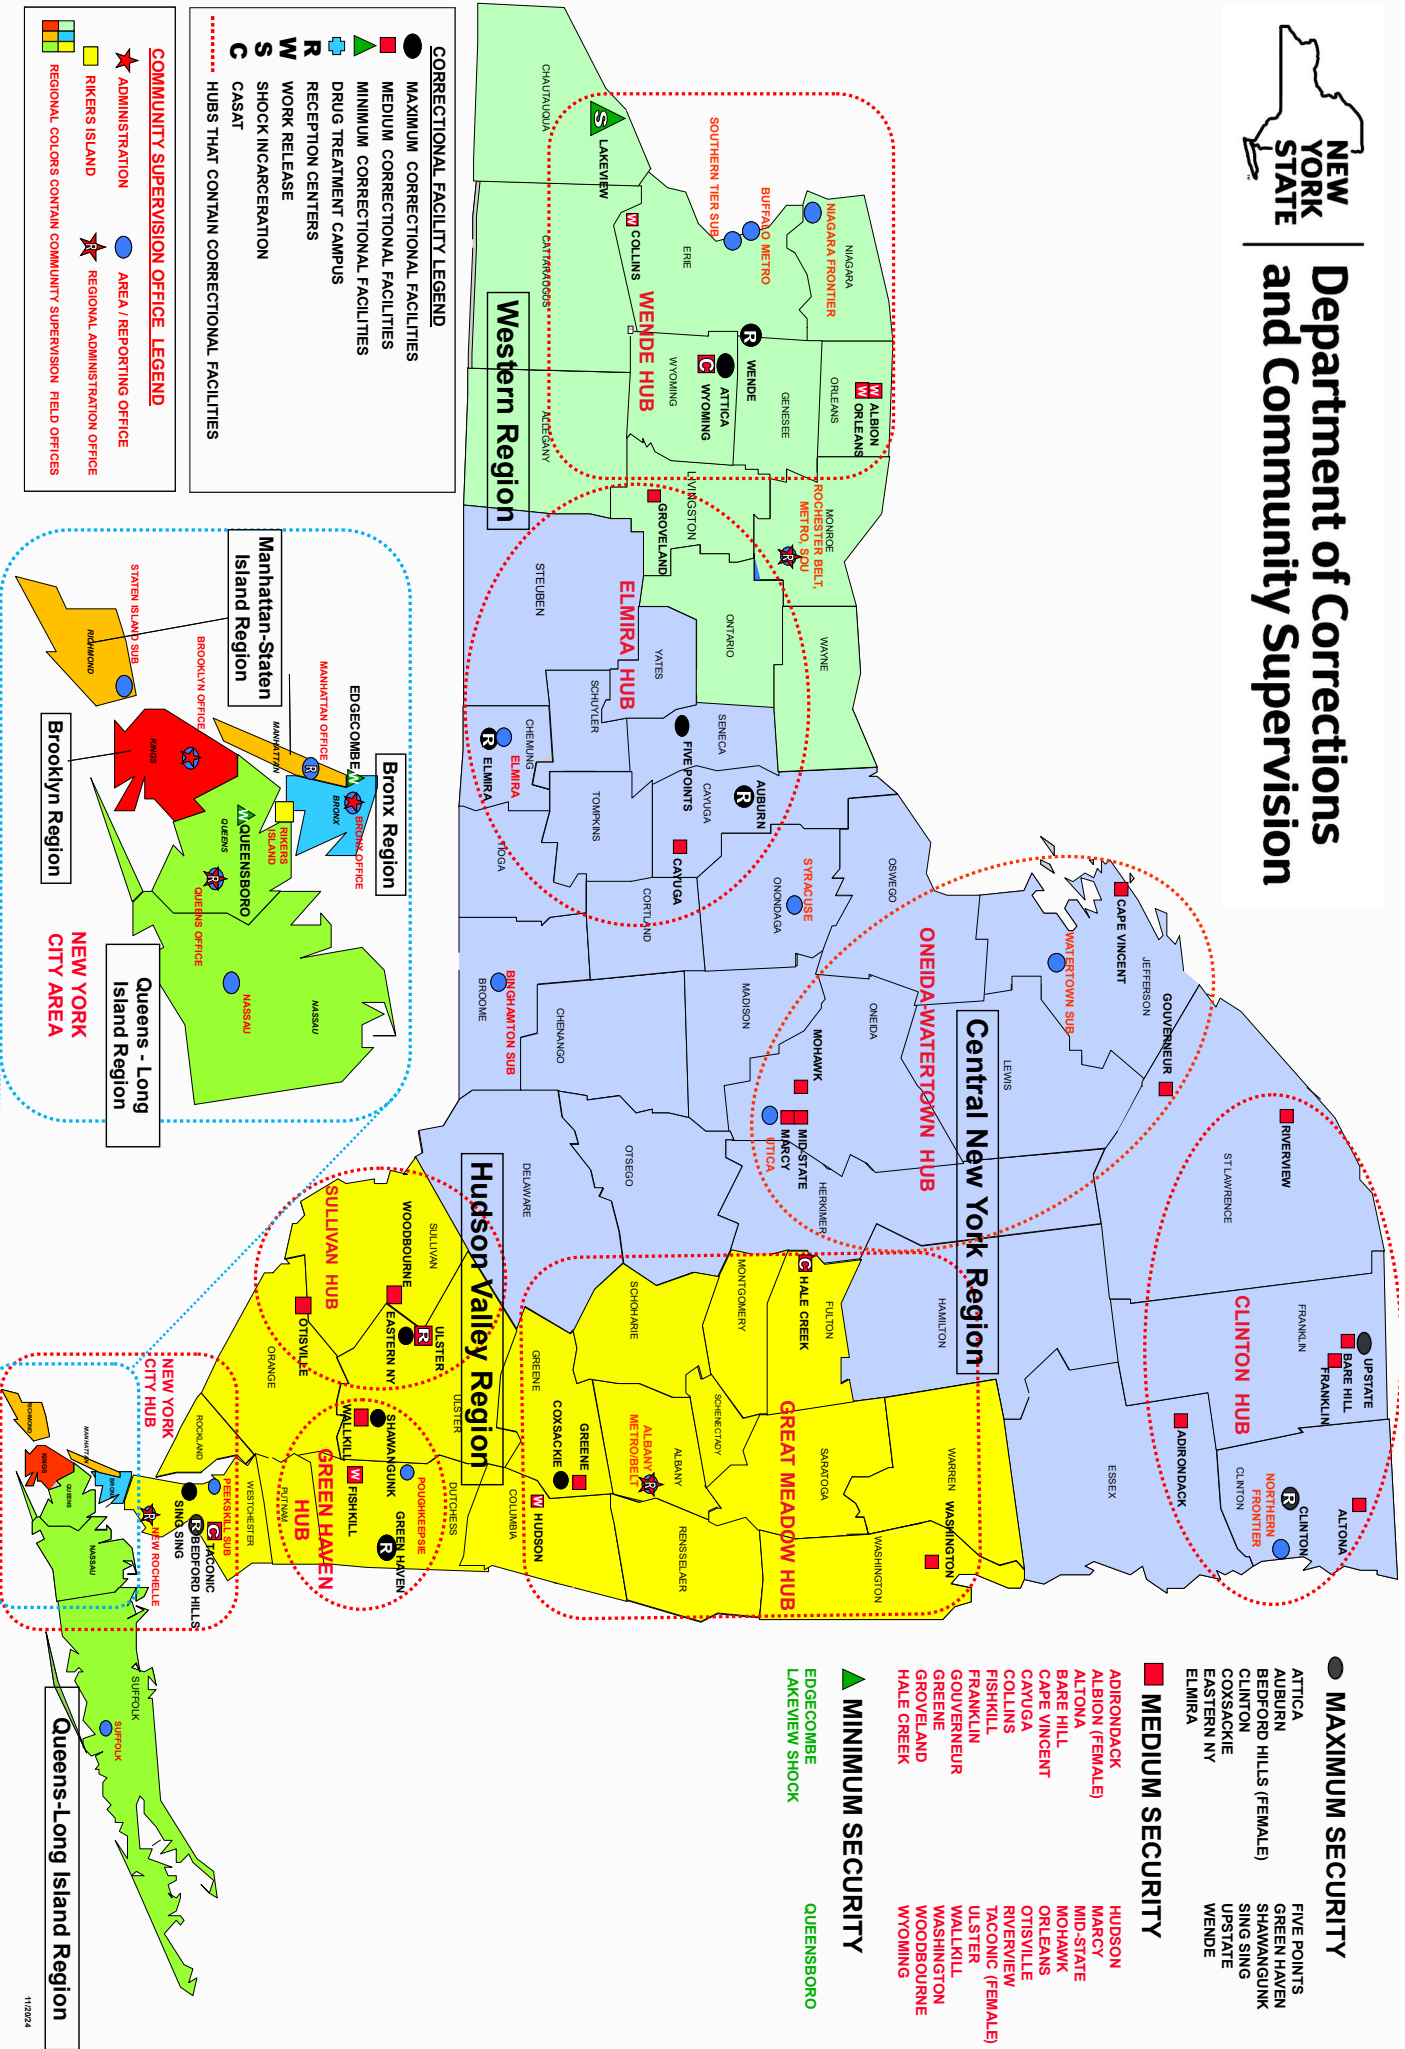 NEW
YORK
STATE
Department of Corrections
and Community Supervision
CORRECTIONAL FACILITY LEGEND
MAXIMUM CORRECTIONAL FACILITIES
MEDIUM CORRECTIONAL FACILITIES
MINIMUM CORRECTIONAL FACILITIES
DRUG TREATMENT CAMPUS
R RECEPTION CENTERS
W WORK RELEASE
S SHOCK INCARCERATION
C CASAT
HUBS THAT CONTAIN CORRECTIONAL FACILITIES
COMMUNITY SUPERVISION OFFICE LEGEND
ADMINISTRATION
AREA / REPORTING OFFICE
RIKERS ISLAND
R REGIONAL ADMINISTRATION OFFICE
REGIONAL COLORS CONTAIN COMMUNITY SUPERVISION FIELD OFFICES
MAXIMUM SECURITY
ATTICA
AUBURN
BEDFORD HILLS (FEMALE)
CLINTON
COXSACKIE
EASTERN NY
ELMIRA
FIVE POINTS
GREEN HAVEN
SHAWANGUNK
SING SING
UPSTATE
WENDE
MEDIUM SECURITY
ADIRONDACK
ALBION (FEMALE)
ALTONA
BARE HILL
CAPE VINCENT
CAYUGA
COLLINS
FISHKILL
FRANKLIN
GOUVERNEUR
GREENE
GROVELAND
HALE CREEK
HUDSON
MARCY
MID-STATE
MOHAWK
ORLEANS
OTISVILLE
RIVERVIEW
TACONIC (FEMALE)
ULSTER
WALLKILL
WASHINGTON
WOODBOURNE
WYOMING
MINIMUM SECURITY
EDGECOMBE
LAKEVIEW SHOCK
QUEENSBORO
Western Region
WENDE HUB
CHAUTAUQUA
S LAKEVIEW
CATTARAUGUS
W COLLINS
ERIE
SOUTHERN TIER SUB
BUFFALO METRO
NIAGARA FRONTIER
NIAGARA
R WENDE
ATTICA
C WYOMING
WYOMING
GENESEE
ORLEANS
W ALBION
W ORLEANS
ALLEGANY
LIVINGSTON
GROVELAND
MONROE
ROCHESTER BELT,
METRO, SOU
R
ONTARIO
WAYNE
ELMIRA HUB
STEUBEN
YATES
SCHUYLER
SENECA
FIVE POINTS
CHEMUNG
ELMIRA
R ELMIRA
TOMPKINS
TIOGA
CAYUGA
R AUBURN
CAYUGA
CORTLAND
SYRACUSE
ONONDAGA
OSWEGO
BINGHAMTON SUB
BROOME
CHENANGO
MADISON
Central New York Region
ONEIDA-WATERTOWN HUB
CAPE VINCENT
JEFFERSON
WATERTOWN SUB
GOUVERNEUR
LEWIS
ONEIDA
MOHAWK
MID-STATE
MARCY
UTICA
HERKIMER
OTSEGO
DELAWARE
HAMILTON
CLINTON HUB
RIVERVIEW
ST LAWRENCE
FRANKLIN
UPSTATE
BARE HILL
FRANKLIN
ADIRONDACK
CLINTON
NORTHERN
FRONTIER
R CLINTON
ALTONA
ESSEX
Hudson Valley Region
GREAT MEADOW HUB
C HALE CREEK
FULTON
MONTGOMERY
SCHOHARIE
SCHENECTADY
SARATOGA
WARREN
WASHINGTON
WASHINGTON
ALBANY
ALBANY
METRO/BELT
R
RENSSELAER
GREENE
COXSACKIE
GREENE
COLUMBIA
W HUDSON
SULLIVAN HUB
SULLIVAN
WOODBOURNE
OTISVILLE
R ULSTER
EASTERN NY
ULSTER
ORANGE
GREEN HAVEN
HUB
SHAWANGUNK
WALLKILL
W FISHKILL
POUGHKEEPSIE
DUTCHESS
R GREEN HAVEN
PUTNAM
WESTCHESTER
ROCKLAND
PEEKSKILL SUB
SING SING
C TACONIC
R BEDFORD HILLS
R NEW ROCHELLE
NEW YORK
CITY HUB
RICHMOND
KINGS
MANHATTAN
BRONX
QUEENS
NASSAU
SUFFOLK
SUFFOLK
Queens-Long Island Region
Manhattan-Staten
Island Region
STATEN ISLAND SUB
RICHMOND
BROOKLYN OFFICE
KINGS
Brooklyn Region
MANHATTAN OFFICE
R
MANHATTAN
EDGECOMBE W
Bronx Region
BRONX
BRONX OFFICE
RIKERS
ISLAND
W QUEENSBORO
QUEENS
R
QUEENS OFFICE
NASSAU
NASSAU
Queens - Long
Island Region
NEW YORK
CITY AREA
11/20/24